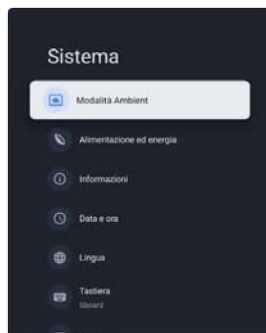 Sistema
Modalità Ambient
Alimentazione ed energia
Informazioni
Data e ora
Lingua
Tastiera
Gboard